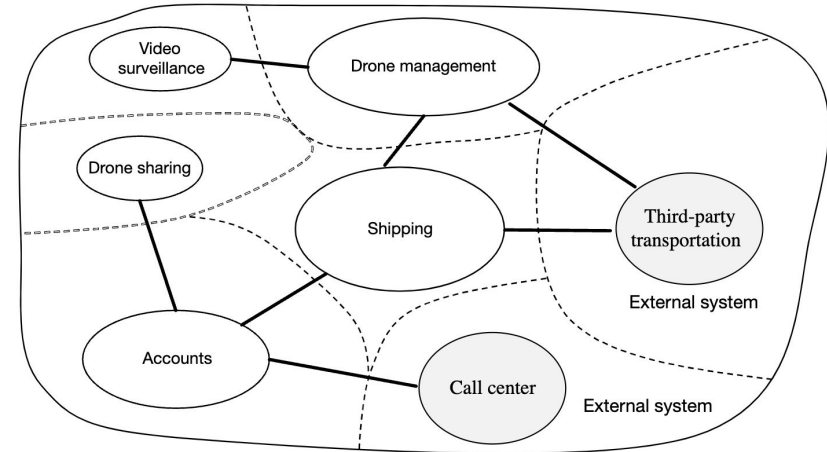 Video
surveillance
Drone management
Drone sharing
Shipping
Third-party
transportation
External system
Accounts
Call center
External system